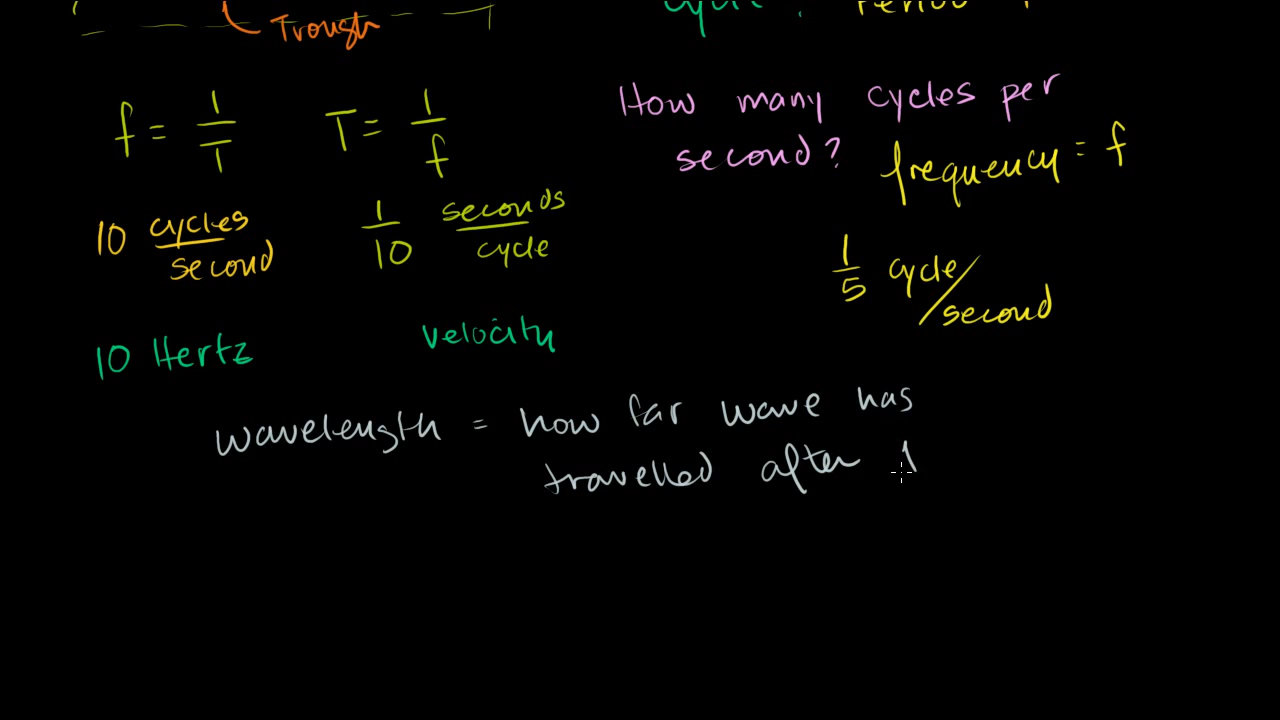 Trough
f = 1/T T = 1/f
How many cycles per
second? frequency = f
10 cycles/second 1/10 seconds/cycle
1/5 cycle/second
10 Hertz velocity
wavelength = how far wave has
travelled after 1